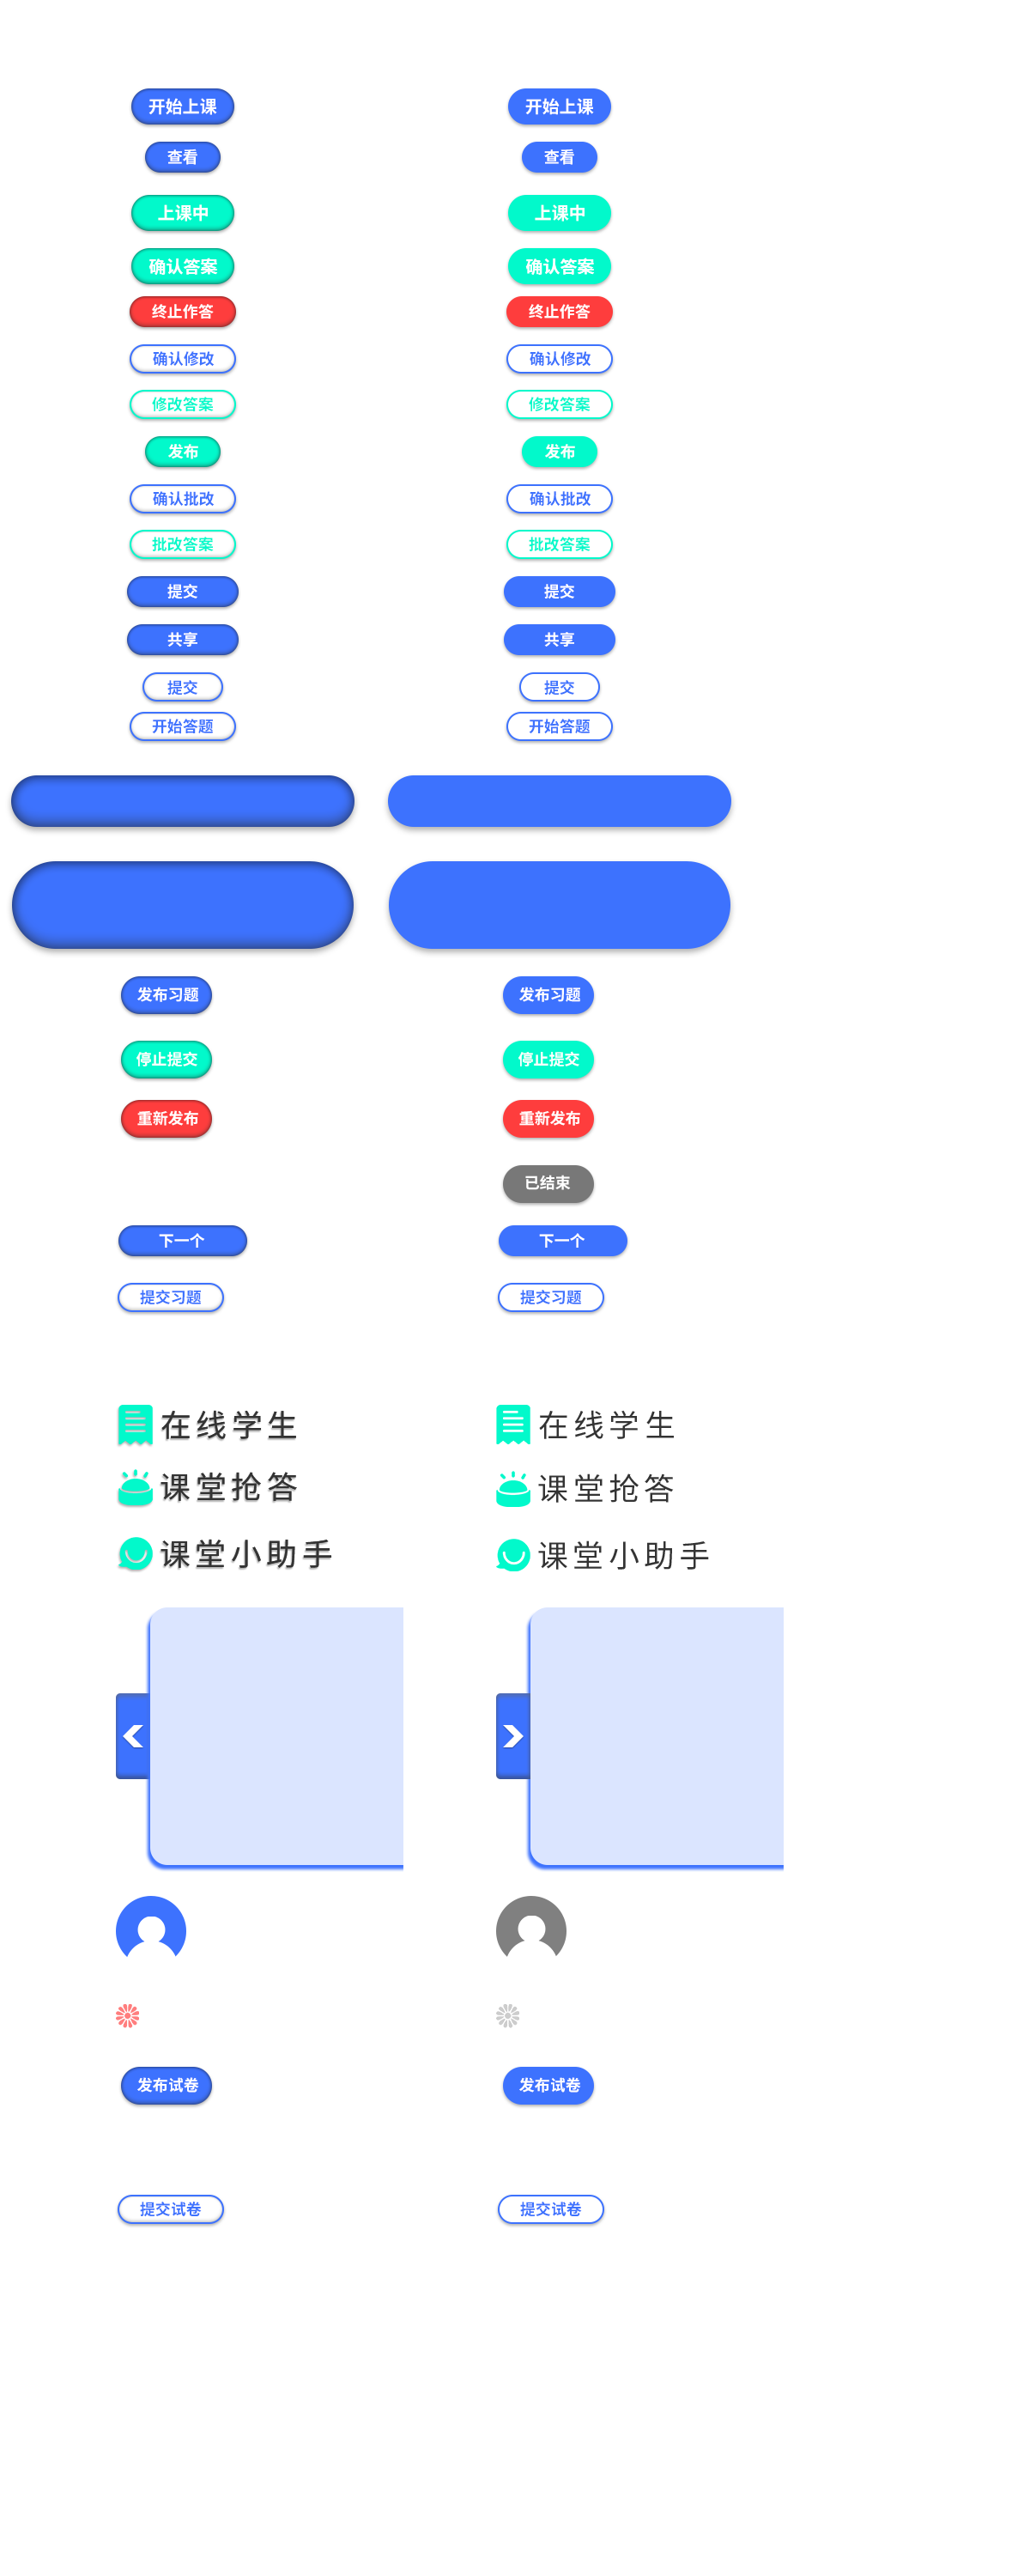 开始上课 开始上课
查看 查看
上课中 上课中
确认答案 确认答案
终止作答 终止作答
确认修改 确认修改
修改答案 修改答案
发布 发布
确认批改 确认批改
批改答案 批改答案
提交 提交
共享 共享
提交 提交
开始答题 开始答题
发布习题 发布习题
停止提交 停止提交
重新发布 重新发布
已结束
下一个 下一个
提交习题 提交习题
在线学生 在线学生
课堂抢答 课堂抢答
课堂小助手 课堂小助手
发布试卷 发布试卷
提交试卷 提交试卷